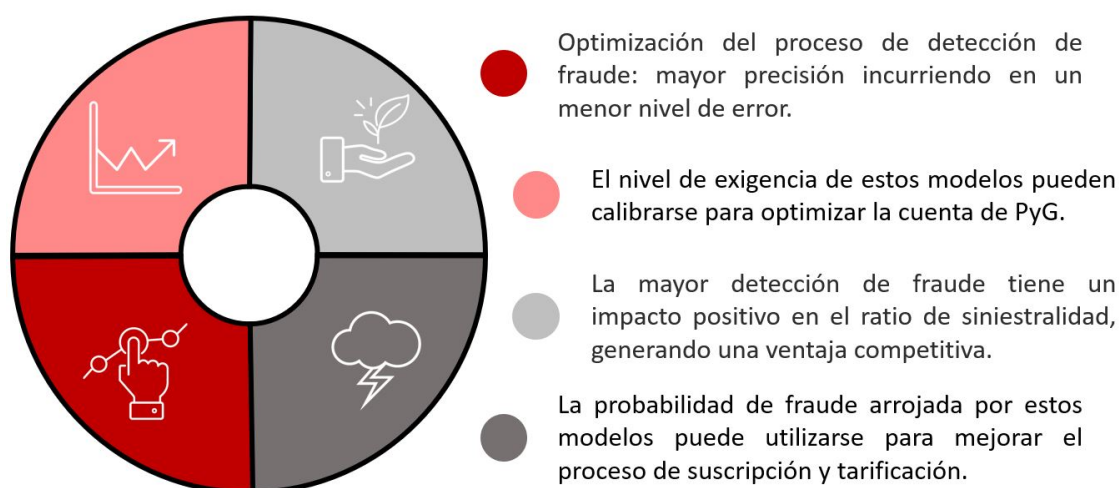 Optimización del proceso de detección de
fraude: mayor precisión incurriendo en un
menor nivel de error.
El nivel de exigencia de estos modelos pueden
calibrarse para optimizar la cuenta de PyG.
La mayor detección de fraude tiene un
impacto positivo en el ratio de siniestralidad,
generando una ventaja competitiva.
La probabilidad de fraude arrojada por estos
modelos puede utilizarse para mejorar el
proceso de suscripción y tarificación.